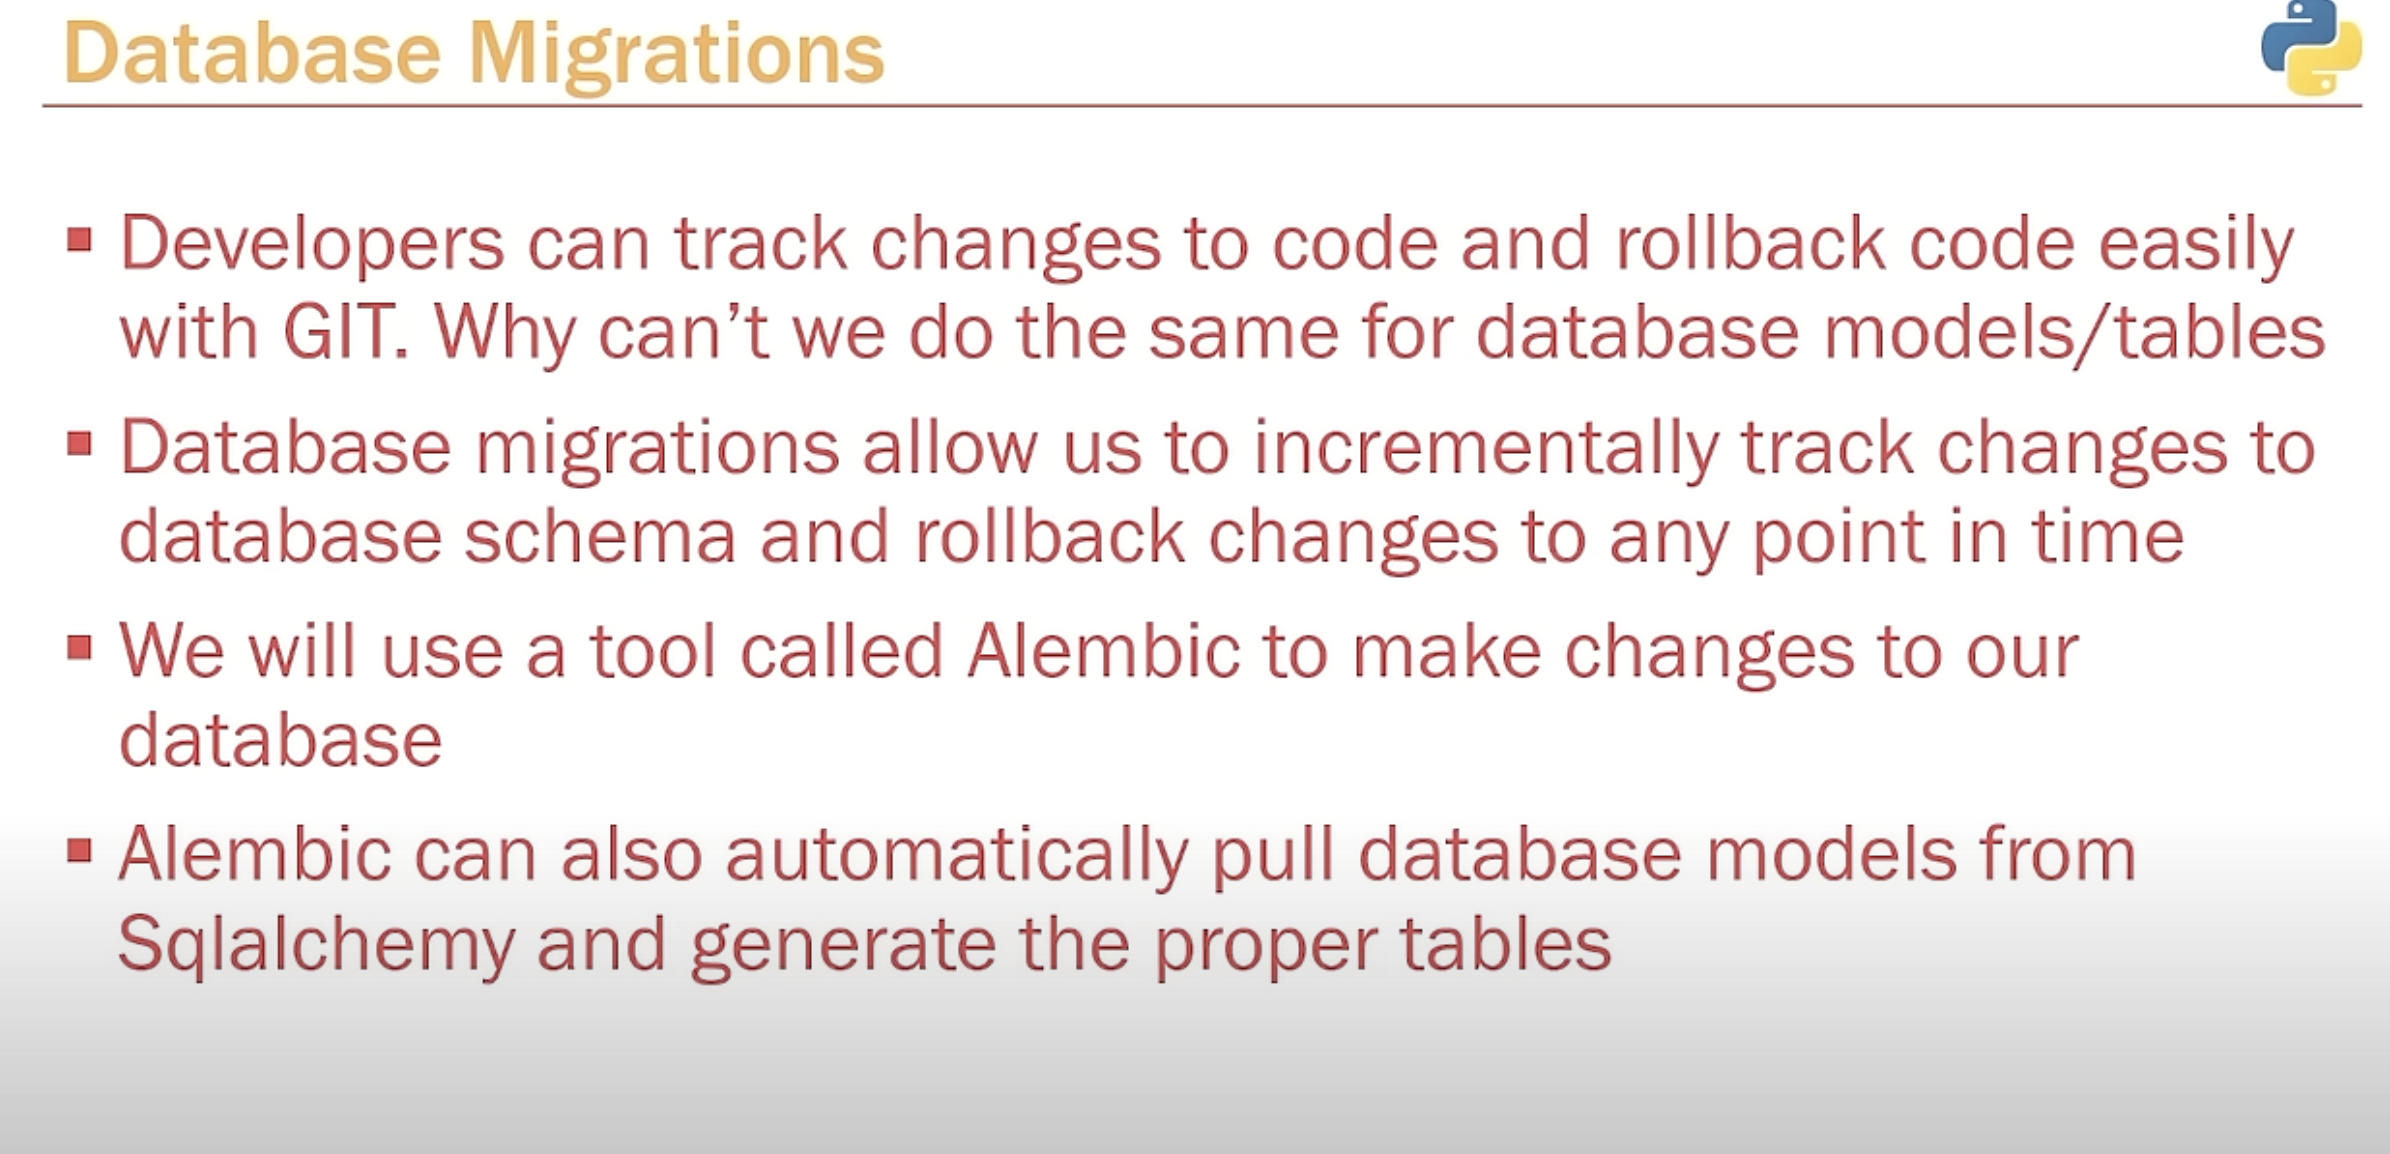 Database Migrations
▪ Developers can track changes to code and rollback code easily
with GIT. Why can’t we do the same for database models/tables
▪ Database migrations allow us to incrementally track changes to
database schema and rollback changes to any point in time
▪ We will use a tool called Alembic to make changes to our
database
▪ Alembic can also automatically pull database models from
Sqlalchemy and generate the proper tables